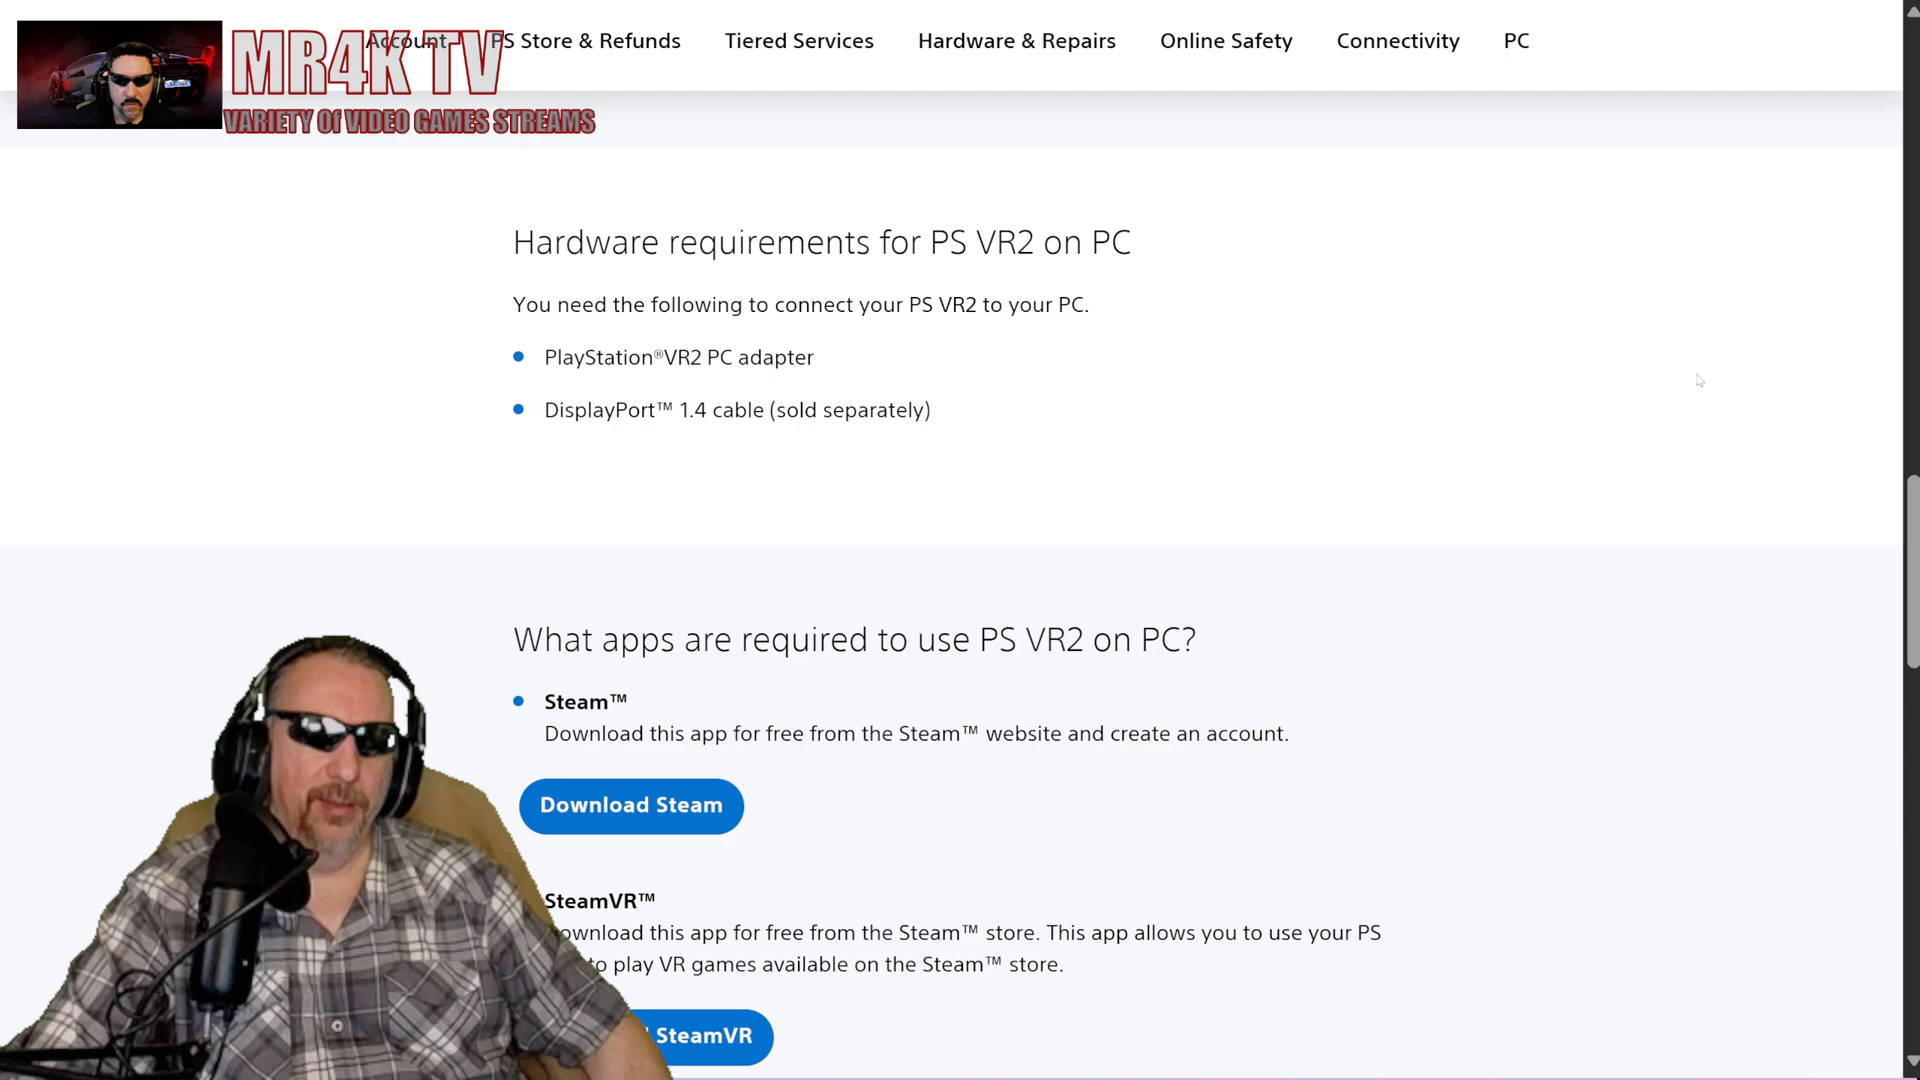 MR4K TV
VARIETY Of VIDEO GAMES STREAMS
Account PS Store & Refunds Tiered Services Hardware & Repairs Online Safety Connectivity PC
Hardware requirements for PS VR2 on PC
You need the following to connect your PS VR2 to your PC.
PlayStation®VR2 PC adapter
DisplayPort™ 1.4 cable (sold separately)
What apps are required to use PS VR2 on PC?
Steam™
Download this app for free from the Steam™ website and create an account.
Download Steam
SteamVR™
ownload this app for free from the Steam™ store. This app allows you to use your PS
to play VR games available on the Steam™ store.
SteamVR